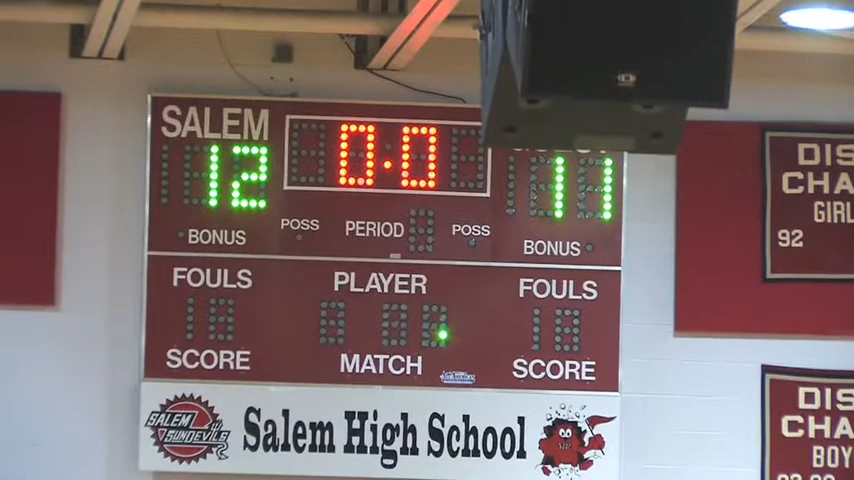 SALEM
12
0.0
11
POSS
PERIOD
POSS
BONUS
BONUS
FOULS
PLAYER
FOULS
SCORE
MATCH
SCORE
SALEM
SUNDEVILS
Salem High School
DIS
CHA
GIRL
92
DIS
CHA
BOY